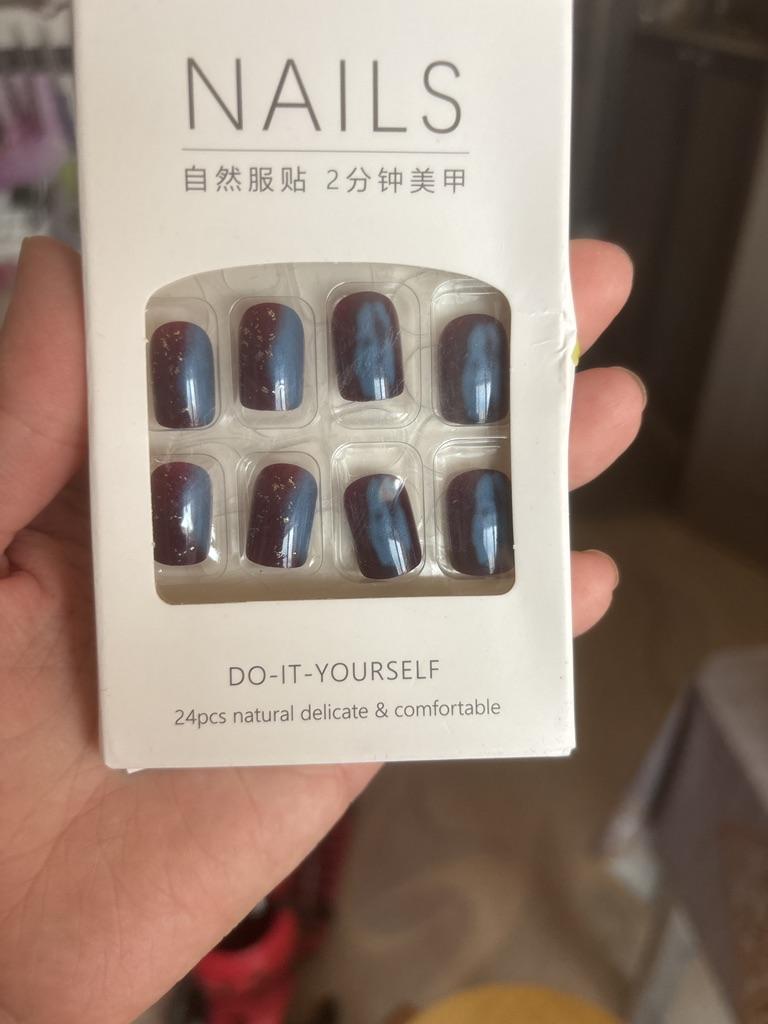 NAILS
自然服贴 2分钟美甲
DO-IT-YOURSELF
24pcs natural delicate & comfortable